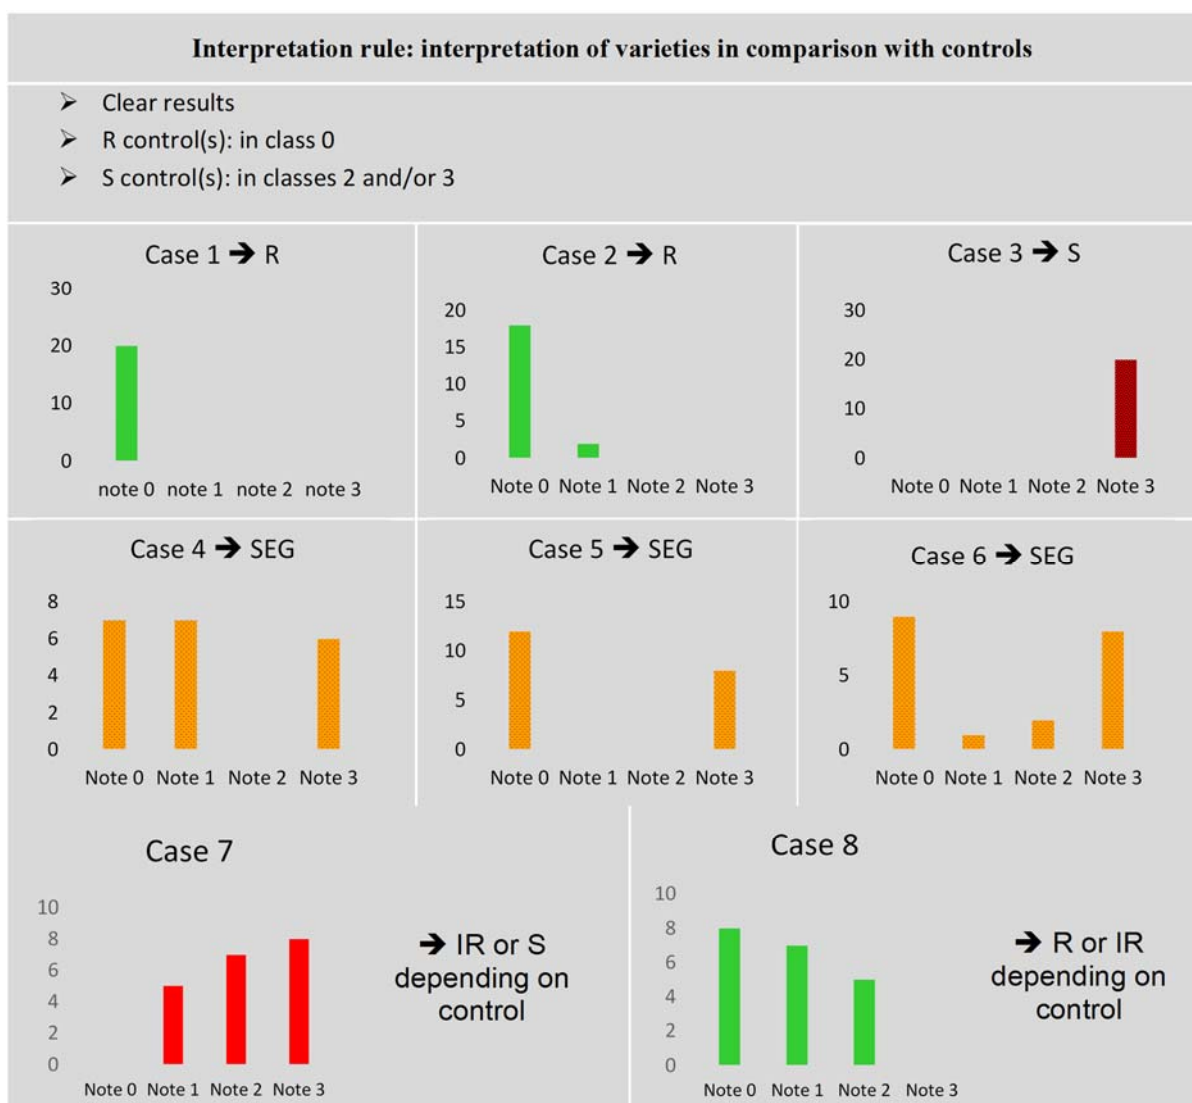 Interpretation rule: interpretation of varieties in comparison with controls
➢ Clear results
➢ R control(s): in class 0
➢ S control(s): in classes 2 and/or 3
Case 1 ➔ R
30
20
10
0
note 0 note 1 note 2 note 3
Case 2 ➔ R
20
15
10
5
0
Note 0 Note 1 Note 2 Note 3
Case 3 ➔ S
30
20
10
0
Note 0 Note 1 Note 2 Note 3
Case 4 ➔ SEG
8
6
4
2
0
Note 0 Note 1 Note 2 Note 3
Case 5 ➔ SEG
15
10
5
0
Note 0 Note 1 Note 2 Note 3
Case 6 ➔ SEG
10
5
0
Note 0 Note 1 Note 2 Note 3
Case 7
10
8
6
4
2
0
Note 0 Note 1 Note 2 Note 3
➔ IR or S
depending on
control
Case 8
10
8
6
4
2
0
Note 0 Note 1 Note 2 Note 3
➔ R or IR
depending on
control